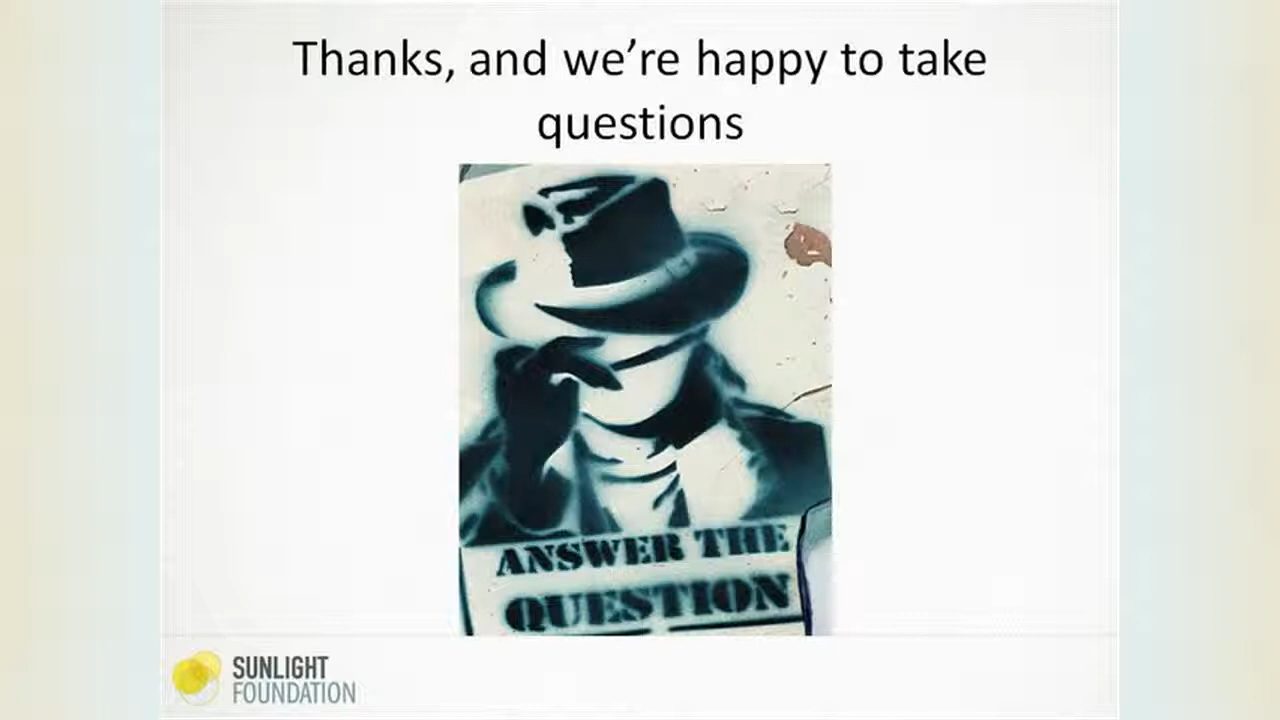 Thanks, and we’re happy to take
questions
ANSWER THE
QUESTION
SUNLIGHT
FOUNDATION